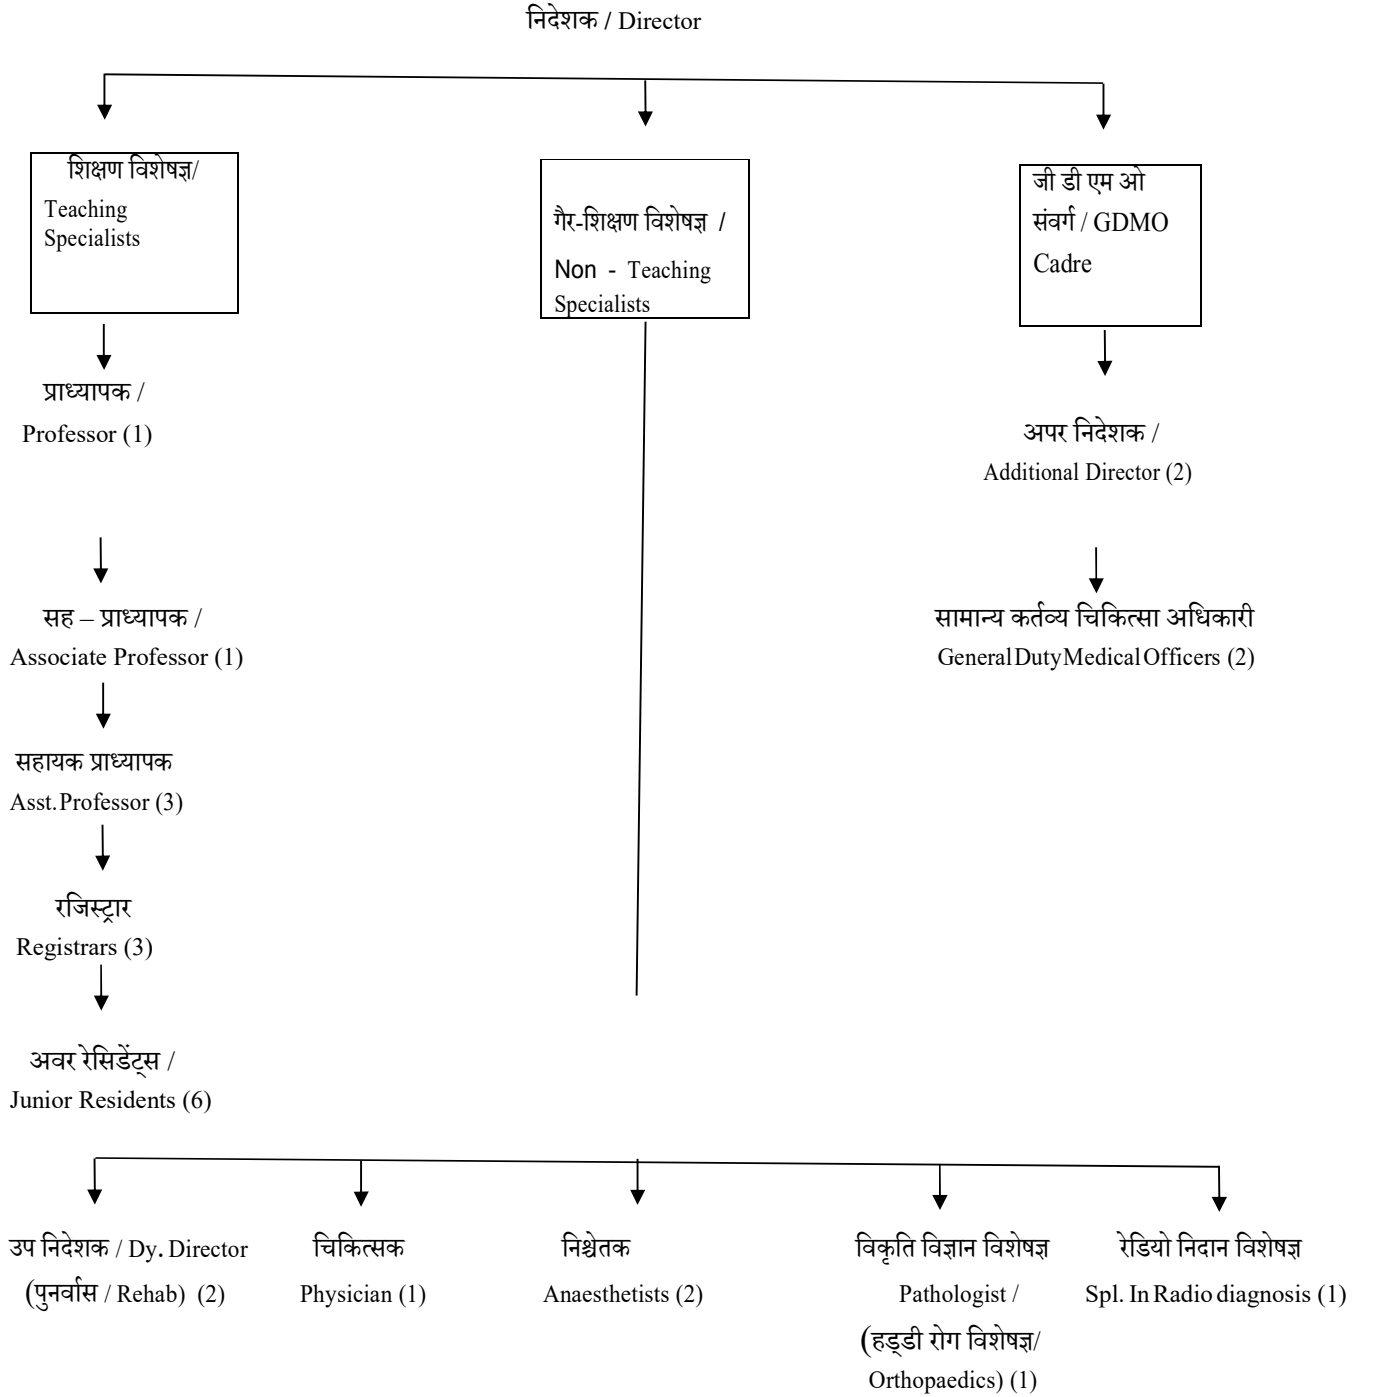 निदेशक / Director
शिक्षण विशेषज्ञ/
Teaching
Specialists
गैर-शिक्षण विशेषज्ञ /
Non - Teaching
Specialists
जी डी एम ओ
संवर्ग / GDMO
Cadre
प्राध्यापक /
Professor (1)
अपर निदेशक /
Additional Director (2)
सह – प्राध्यापक /
Associate Professor (1)
सामान्य कर्तव्य चिकित्सा अधिकारी
General Duty Medical Officers (2)
सहायक प्राध्यापक
Asst. Professor (3)
रजिस्ट्रार
Registrars (3)
अवर रेसिडेंट्स /
Junior Residents (6)
उप निदेशक / Dy. Director
(पुनर्वास / Rehab) (2)
चिकित्सक
Physician (1)
निश्चेतक
Anaesthetists (2)
विकृति विज्ञान विशेषज्ञ
Pathologist /
(हड्डी रोग विशेषज्ञ/
Orthopaedics) (1)
रेडियो निदान विशेषज्ञ
Spl. In Radio diagnosis (1)